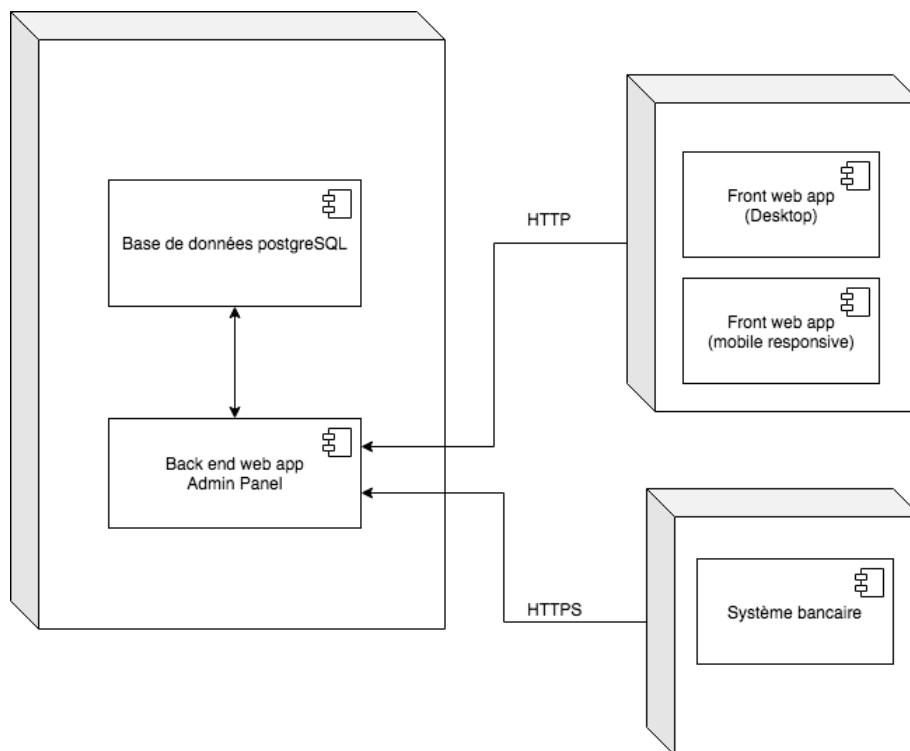 Base de données postgreSQL
Back end web app
Admin Panel
HTTP
Front web app
(Desktop)
Front web app
(mobile responsive)
HTTPS
Système bancaire